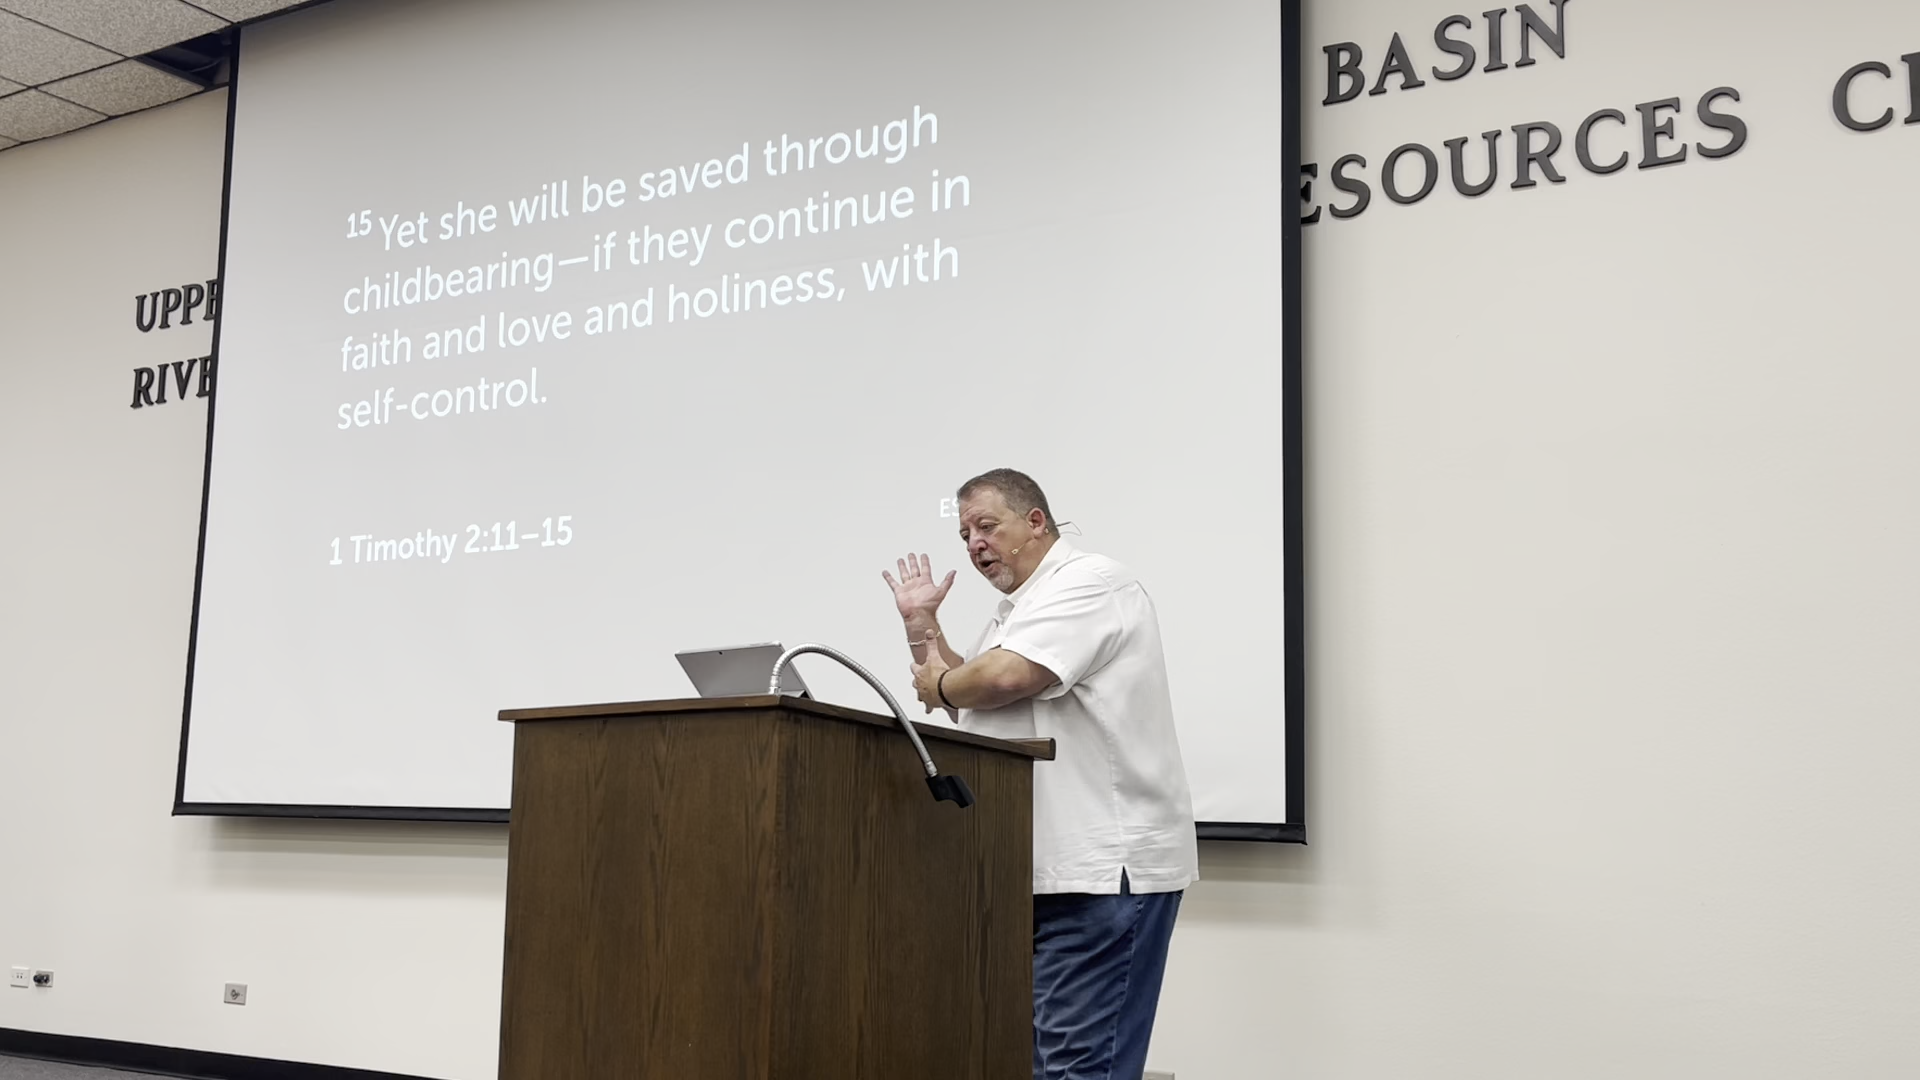 15 Yet she will be saved through
childbearing—if they continue in
faith and love and holiness, with
self-control.
1 Timothy 2:11–15
BASIN
ESOURCES
UPPE
RIVE